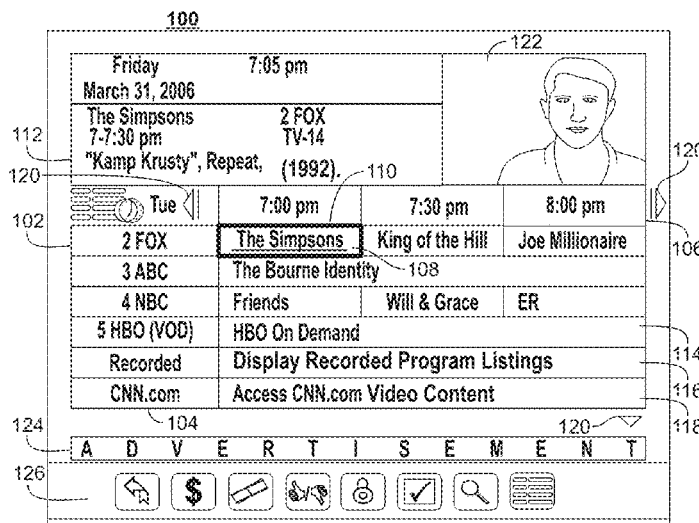 100
122
Friday 7:05 pm
March 31, 2006
The Simpsons 2 FOX
7-7:30 pm TV-14
"Kamp Krusty", Repeat, (1992).
112
110
120
120
Tue 7:00 pm 7:30 pm 8:00 pm
102
106
2 FOX The Simpsons King of the Hill Joe Millionaire
108
3 ABC The Bourne Identity
4 NBC Friends Will & Grace ER
5 HBO (VOD) HBO On Demand
114
Recorded Display Recorded Program Listings
116
CNN.com Access CNN.com Video Content
118
104
120
124
A D V E R T I S E M E N T
126
$